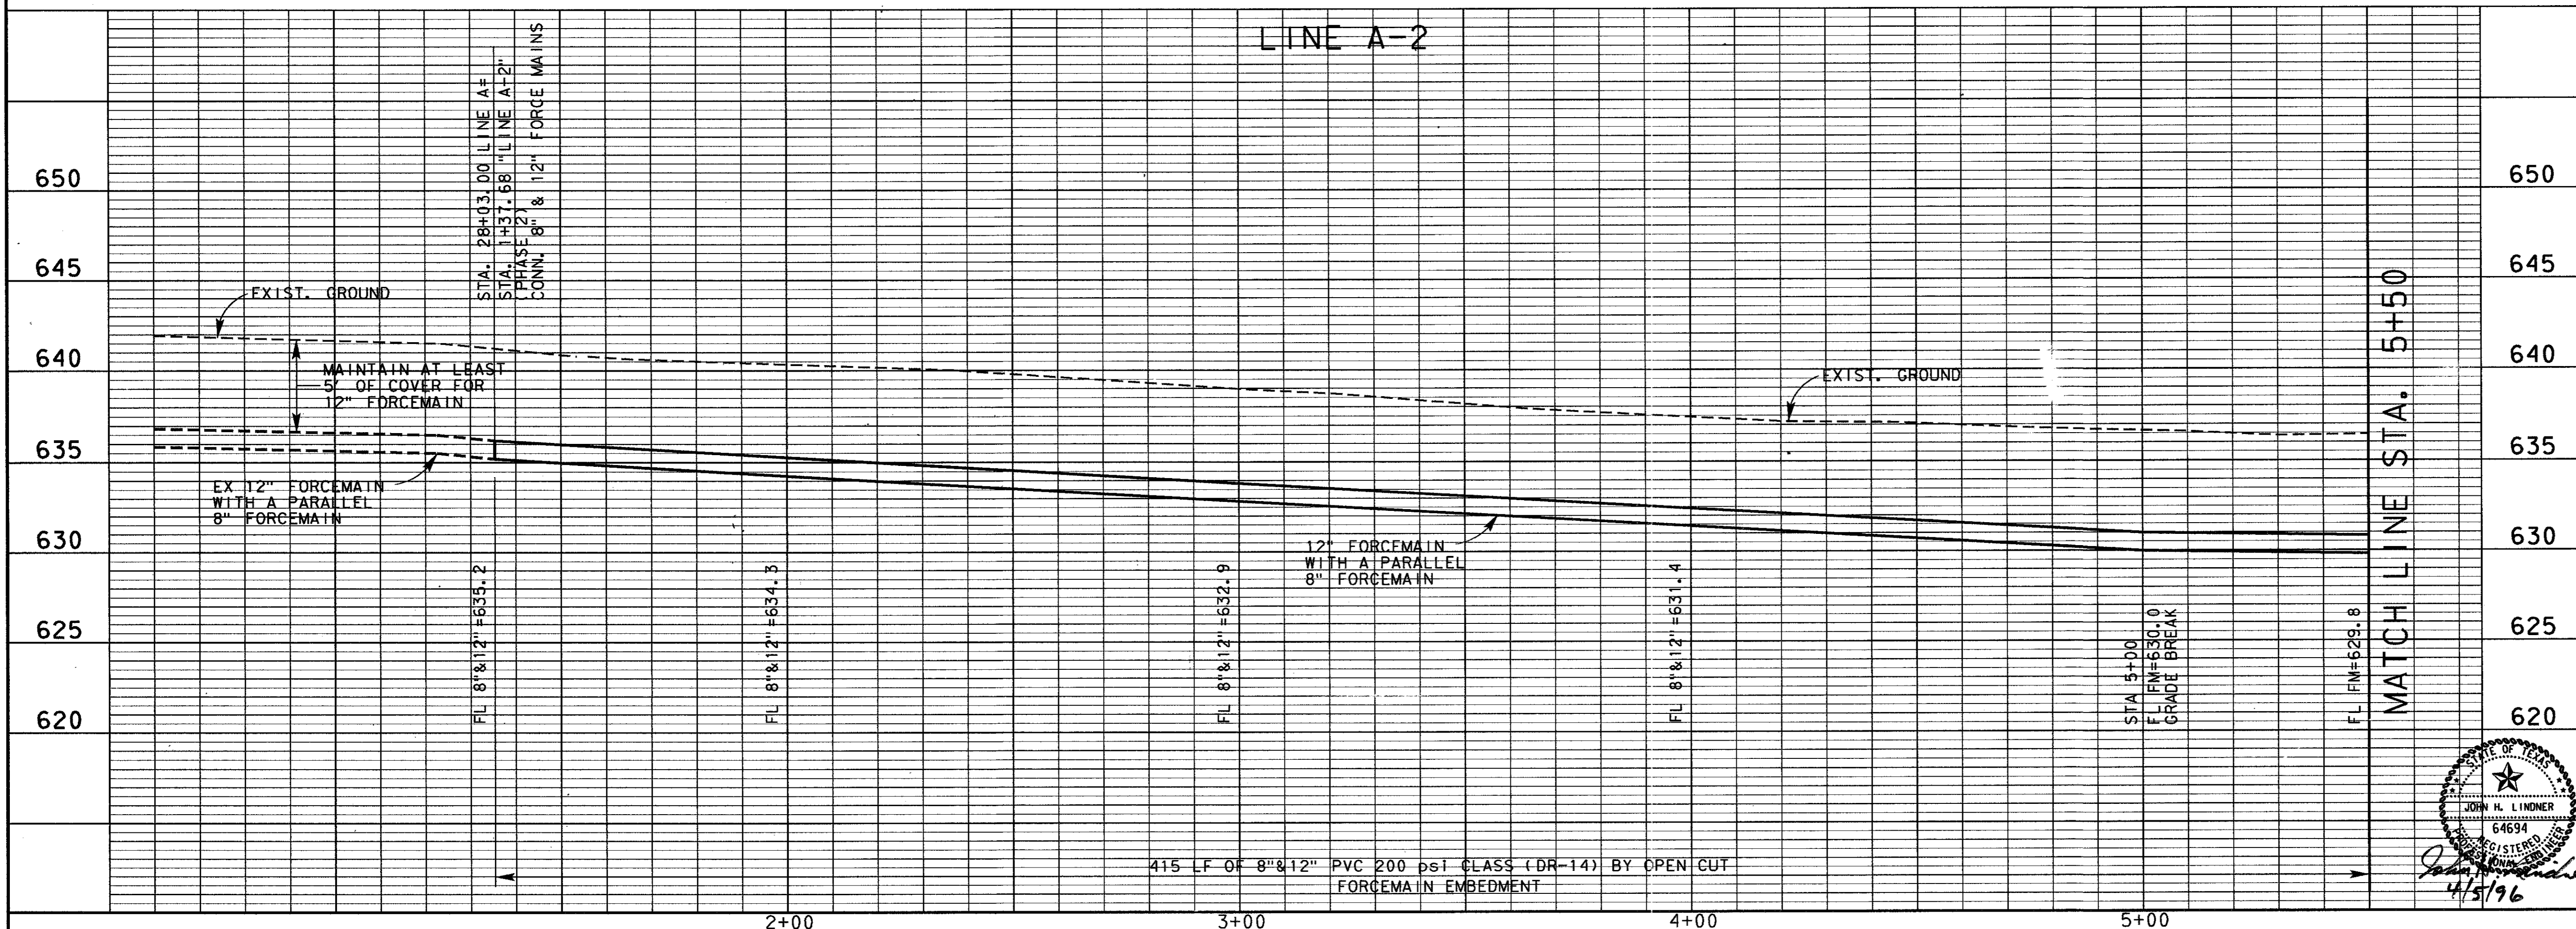 LINE A-2
STA. 28+03.00 LINE A=
STA. 1+37.68 "LINE A-2"
(PHASE 2)
CONN. 8" & 12" FORCE MAINS
650
645
640
635
630
625
620
EXIST. GROUND
MAINTAIN AT LEAST
5' OF COVER FOR
12" FORCEMAIN
EX 12" FORCEMAIN
WITH A PARALLEL
8" FORCEMAIN
EXIST. GROUND
12" FORCEMAIN
WITH A PARALLEL
8" FORCEMAIN
FL 8"&12"=635.2
FL 8"&12"=634.3
FL 8"&12"=632.9
FL 8"&12"=631.4
STA 5+00
FL FM=630.0
GRADE BREAK
FL FM=629.8
MATCH LINE STA. 5+50
650
645
640
635
630
625
620
415 LF OF 8"&12" PVC 200 psi CLASS (DR-14) BY OPEN CUT
FORCEMAIN EMBEDMENT
2+00
3+00
4+00
5+00
STATE OF TEXAS
JOHN H. LINDNER
64694
REGISTERED
PROFESSIONAL ENGINEER
John H. Lindner
4/5/96